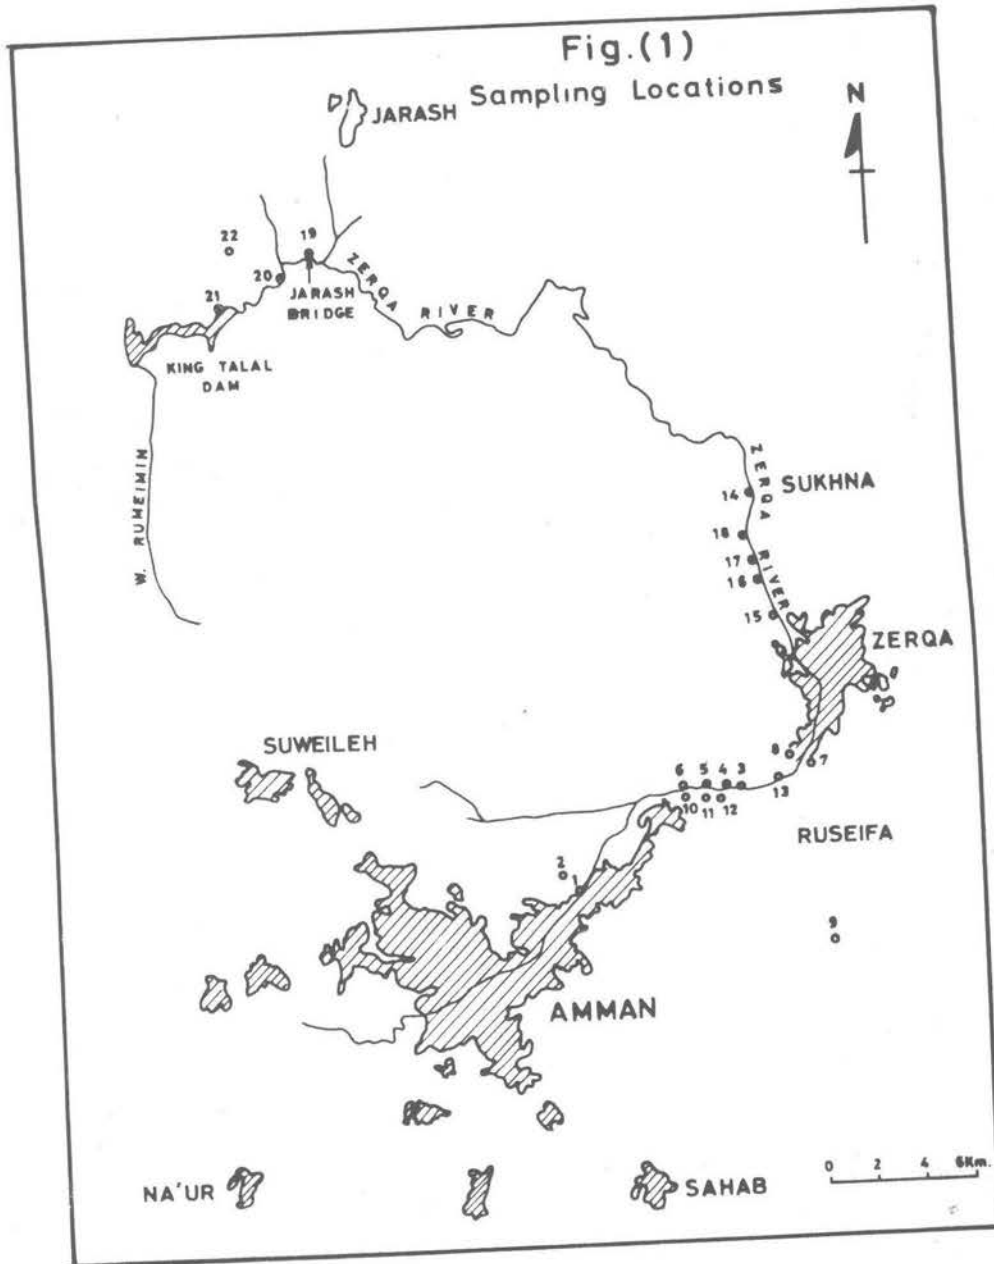 Fig.(1)
Sampling Locations
JARASH
N
22
19
20
21
JARASH
BRIDGE
ZERQA
RIVER
KING TALAL
DAM
W. RUMEIMIN
ZERQA
RIVER
14
SUKHNA
18
17
16
15
ZERQA
SUWEILEH
8
7
6
5
4
3
13
10
11
12
RUSEIFA
2
1
9
AMMAN
NA'UR
SAHAB
0 2 4 6Km.